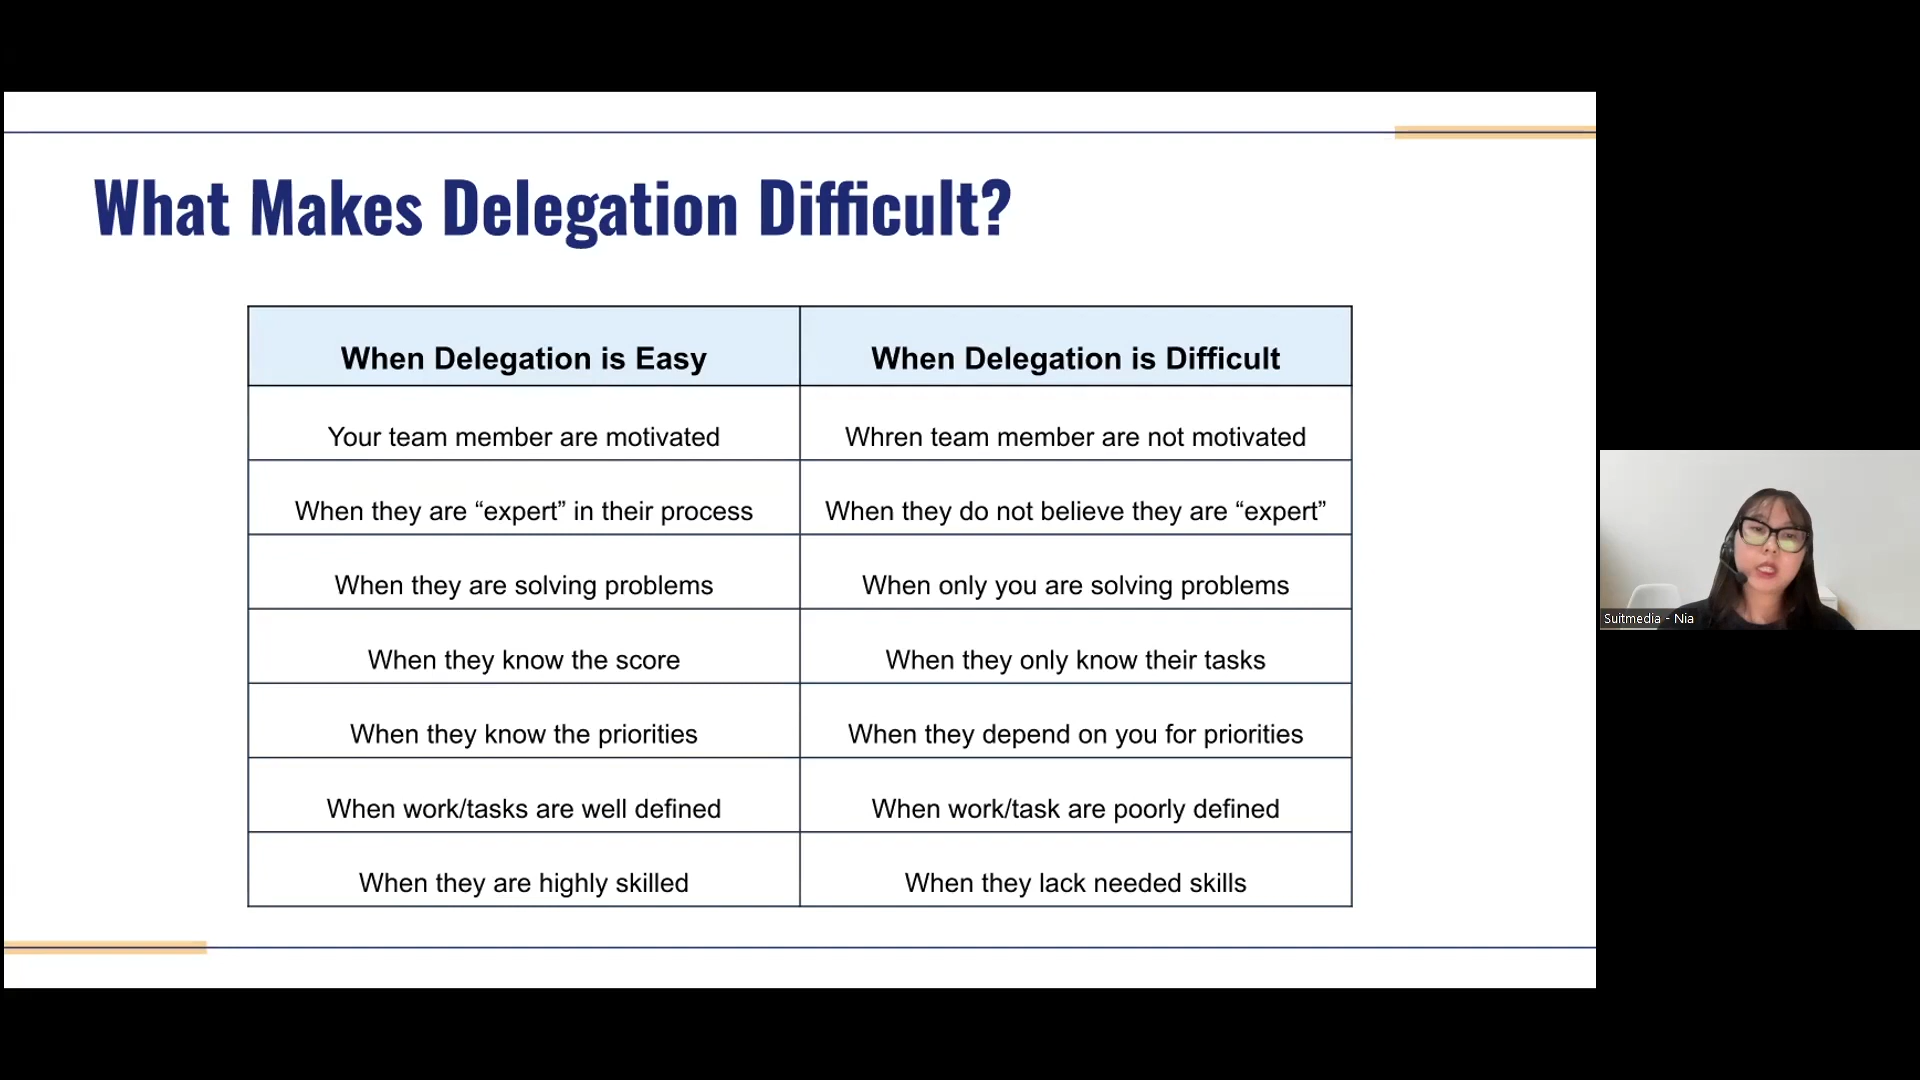 What Makes Delegation Difficult?
When Delegation is Easy
When Delegation is Difficult
Your team member are motivated
Whren team member are not motivated
When they are “expert” in their process
When they do not believe they are “expert”
When they are solving problems
When only you are solving problems
When they know the score
When they only know their tasks
When they know the priorities
When they depend on you for priorities
When work/tasks are well defined
When work/task are poorly defined
When they are highly skilled
When they lack needed skills
Suitmedia - Nia